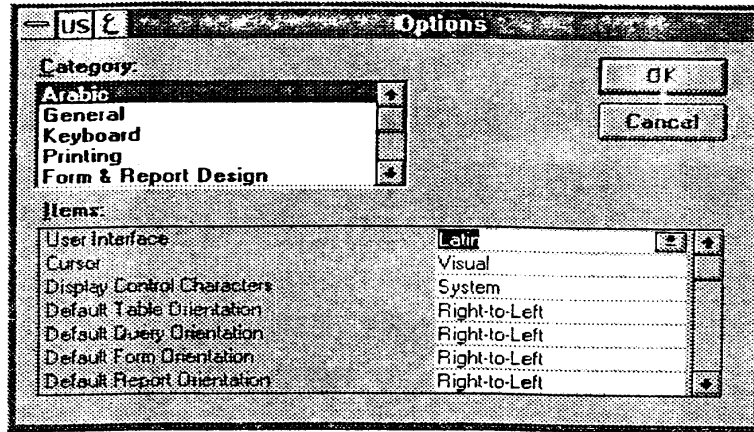 US ع Options
Category:
Arabic
General
Keyboard
Printing
Form & Report Design
OK
Cancel
Items:
User Interface Latin
Cursor Visual
Display Control Characters System
Default Table Orientation Right-to-Left
Default Query Orientation Right-to-Left
Default Form Orientation Right-to-Left
Default Report Orientation Right-to-Left